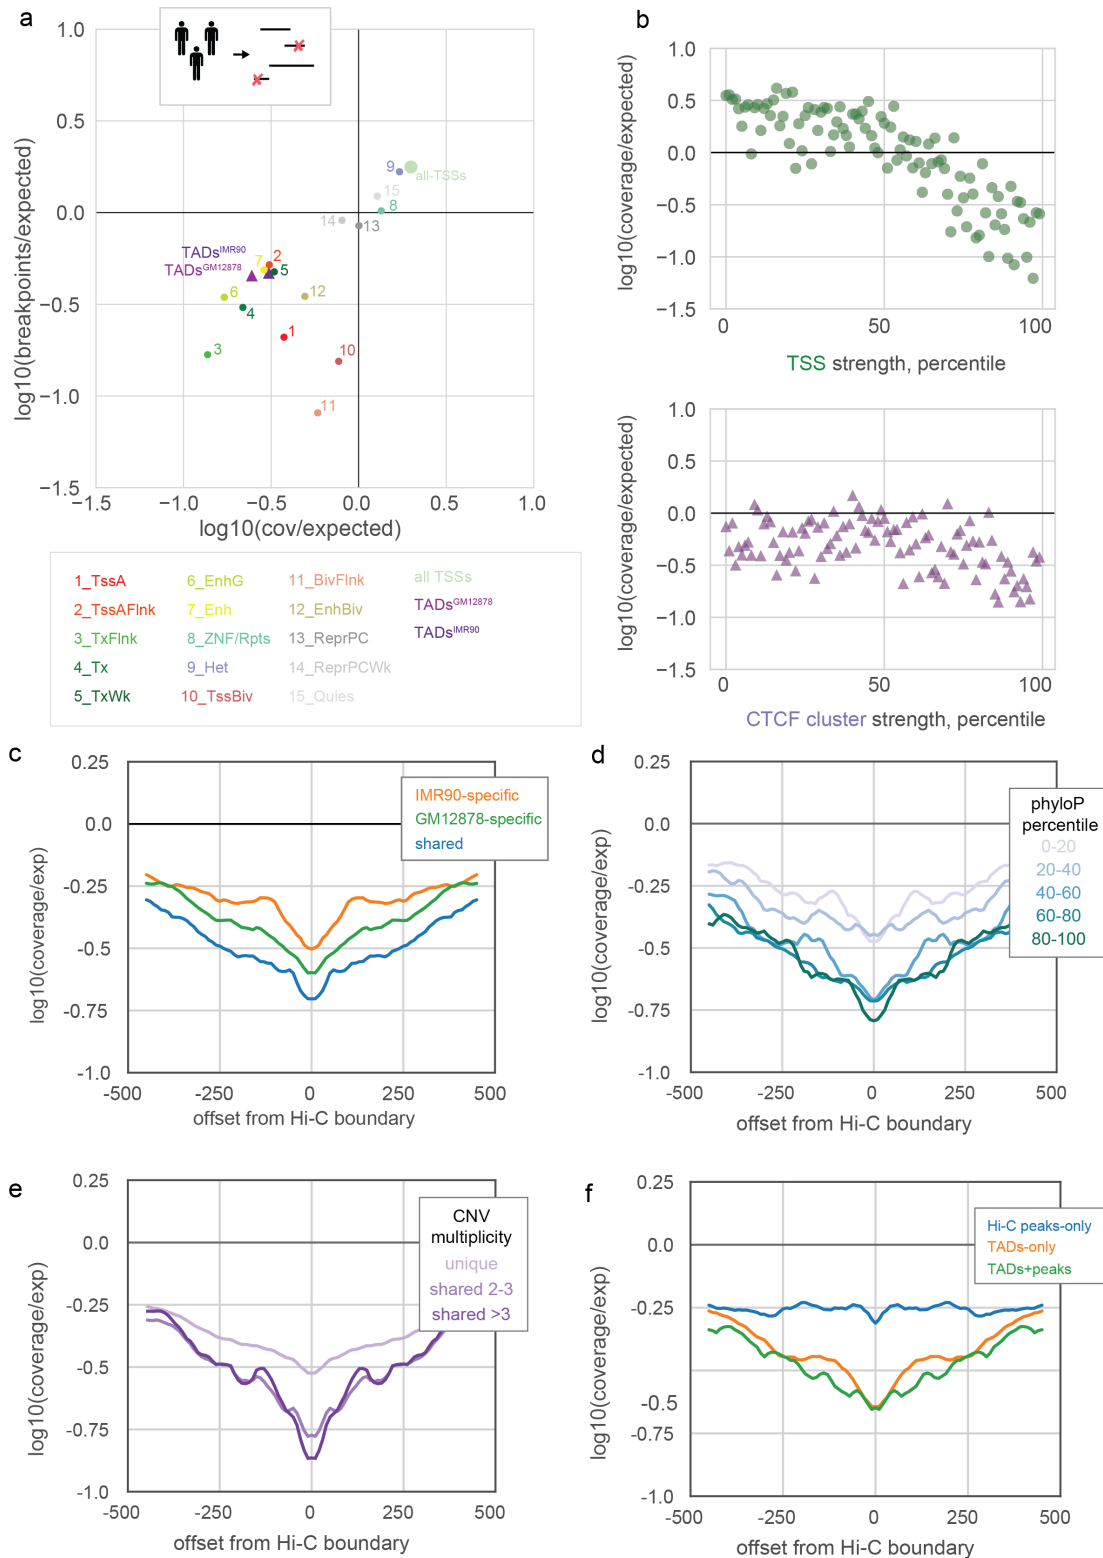 a
1.0
0.5
0.0
−0.5
−1.0
−1.5
log10(breakpoints/expected)
9
all-TSSs
15
8
14
13
TADsIMR90
TADsGM12878
7
2
5
6
12
4
1
3
10
11
−1.5
−1.0
−0.5
0.0
0.5
1.0
log10(cov/expected)
1_TssA
2_TssAFlnk
3_TxFlnk
4_Tx
5_TxWk
6_EnhG
7_Enh
8_ZNF/Rpts
9_Het
10_TssBiv
11_BivFlnk
12_EnhBiv
13_ReprPC
14_ReprPCWk
15_Quies
all TSSs
TADsGM12878
TADsIMR90
b
1.0
0.5
0.0
−0.5
−1.0
−1.5
log10(coverage/expected)
0
50
100
TSS strength, percentile
1.0
0.5
0.0
−0.5
−1.0
−1.5
log10(coverage/expected)
0
50
100
CTCF cluster strength, percentile
c
0.25
0.0
-0.25
-0.5
-0.75
-1.0
log10(coverage/exp)
IMR90-specific
GM12878-specific
shared
-500
-250
0
250
500
offset from Hi-C boundary
d
0.25
0.0
-0.25
-0.5
-0.75
-1.0
log10(coverage/exp)
phyloP
percentile
0-20
20-40
40-60
60-80
80-100
-500
-250
0
250
500
offset from Hi-C boundary
e
0.25
0.0
-0.25
-0.5
-0.75
-1.0
log10(coverage/exp)
CNV
multiplicity
unique
shared 2-3
shared >3
-500
-250
0
250
500
offset from Hi-C boundary
f
0.25
0.0
-0.25
-0.5
-0.75
-1.0
log10(coverage/exp)
Hi-C peaks-only
TADs-only
TADs+peaks
-500
-250
0
250
500
offset from Hi-C boundary